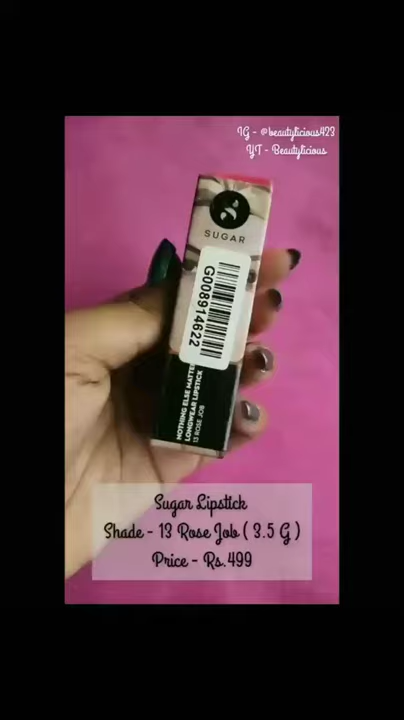 IG - @beautylicious423
YT - Beautylicious
SUGAR
G008914622
NOTHING ELSE MATTER
LONGWEAR LIPSTICK
13 ROSE JOB
Sugar Lipstick
Shade - 13 Rose Job ( 3.5 G )
Price - Rs.499